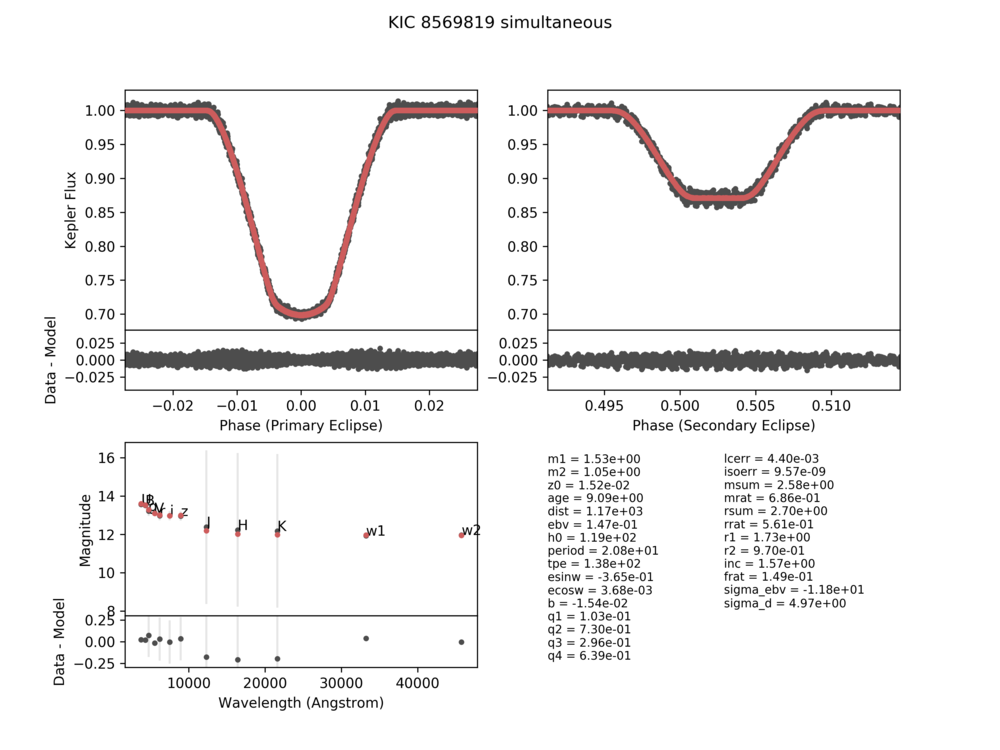 KIC 8569819 simultaneous
Kepler Flux
1.00
0.95
0.90
0.85
0.80
0.75
0.70
Data - Model
0.025
0.000
−0.025
−0.02 −0.01 0.00 0.01 0.02
Phase (Primary Eclipse)
1.00
0.95
0.90
0.85
0.80
0.75
0.70
0.025
0.000
−0.025
0.495 0.500 0.505 0.510
Phase (Secondary Eclipse)
Magnitude
16
14
12
10
8
i z J H K w1 w2
Data - Model
0.25
0.00
−0.25
10000 20000 30000 40000
Wavelength (Angstrom)
m1 = 1.53e+00
m2 = 1.05e+00
z0 = 1.52e-02
age = 9.09e+00
dist = 1.17e+03
ebv = 1.47e-01
h0 = 1.19e+02
period = 2.08e+01
tpe = 1.38e+02
esinw = -3.65e-01
ecosw = 3.68e-03
b = -1.54e-02
q1 = 1.03e-01
q2 = 7.30e-01
q3 = 2.96e-01
q4 = 6.39e-01
lcerr = 4.40e-03
isoerr = 9.57e-09
msum = 2.58e+00
mrat = 6.86e-01
rsum = 2.70e+00
rrat = 5.61e-01
r1 = 1.73e+00
r2 = 9.70e-01
inc = 1.57e+00
frat = 1.49e-01
sigma_ebv = -1.18e+01
sigma_d = 4.97e+00